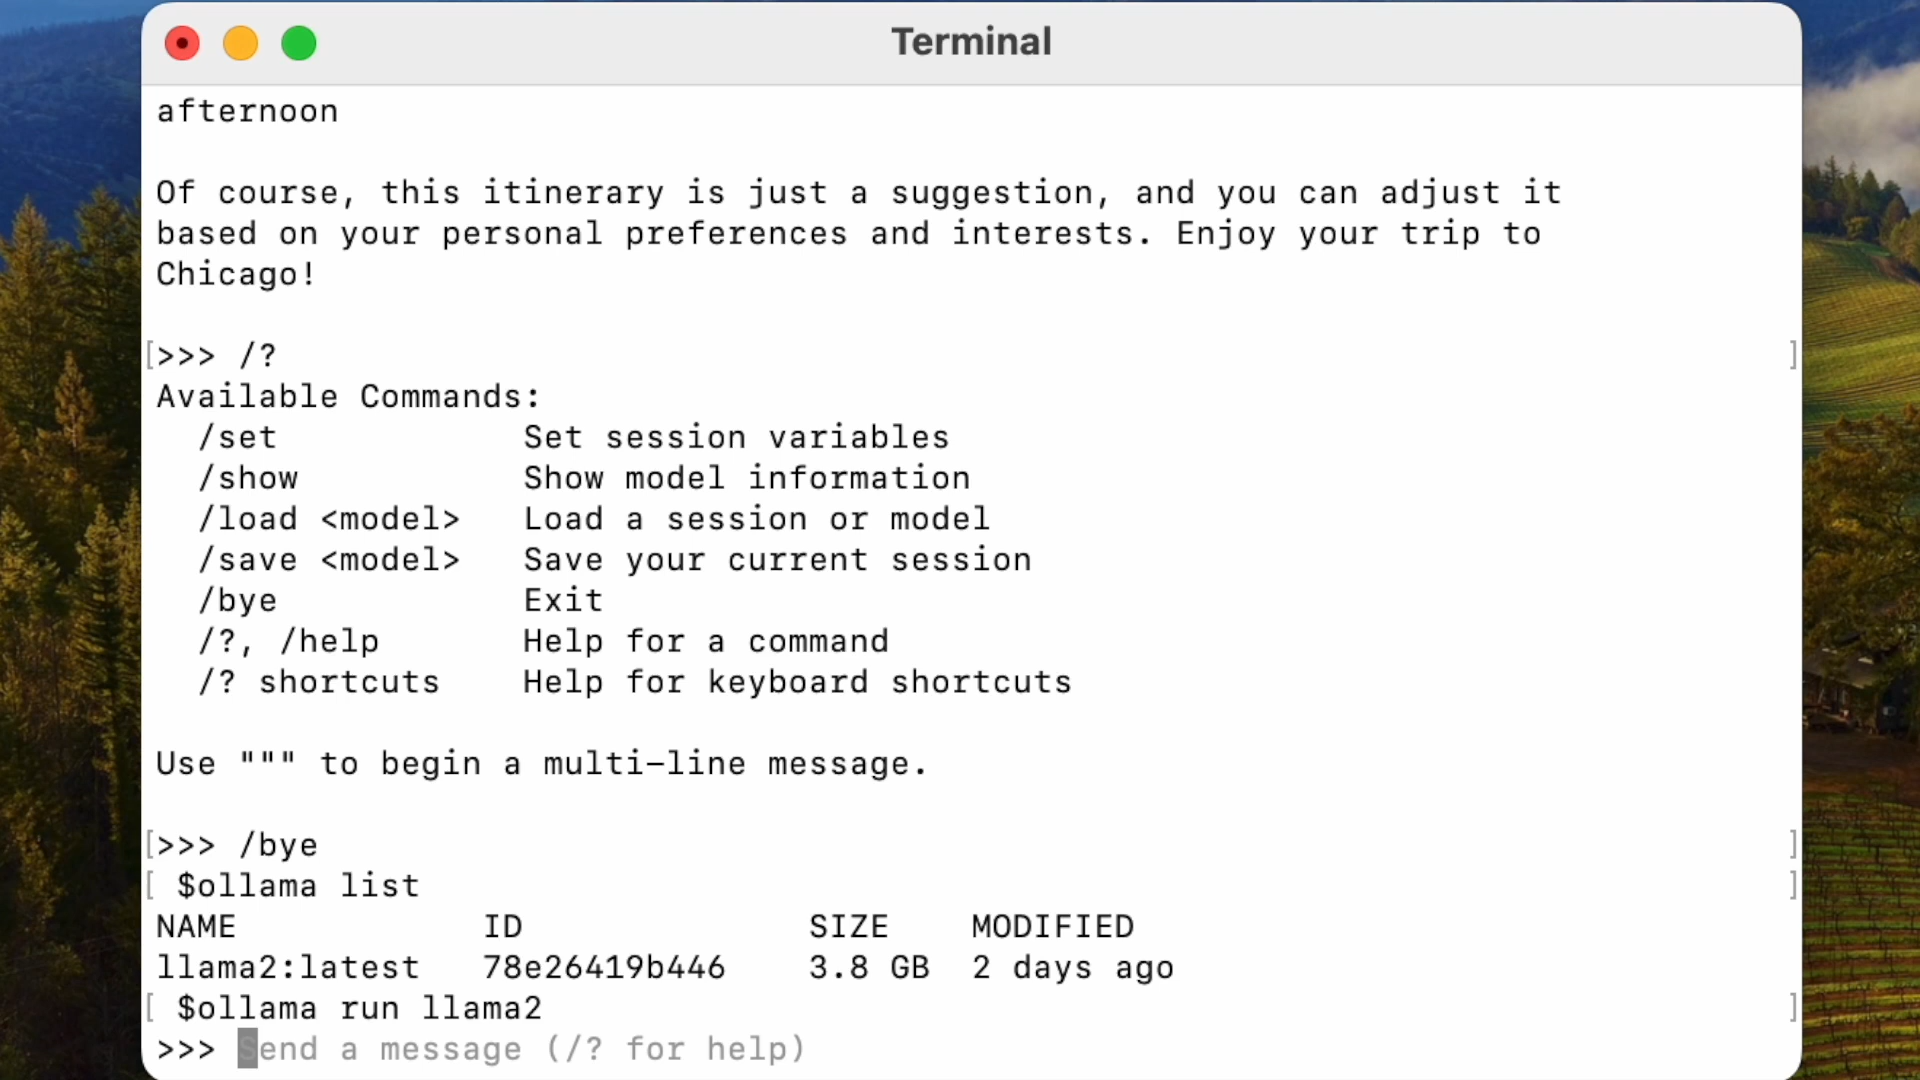 Terminal
afternoon
Of course, this itinerary is just a suggestion, and you can adjust it
based on your personal preferences and interests. Enjoy your trip to
Chicago!
[>>> /? ]
Available Commands:
/set Set session variables
/show Show model information
/load <model> Load a session or model
/save <model> Save your current session
/bye Exit
/?, /help Help for a command
/? shortcuts Help for keyboard shortcuts
Use """ to begin a multi-line message.
[>>> /bye ]
[ $ollama list ]
NAME ID SIZE MODIFIED
llama2:latest 78e26419b446 3.8 GB 2 days ago
[ $ollama run llama2 ]
>>> Send a message (/? for help)